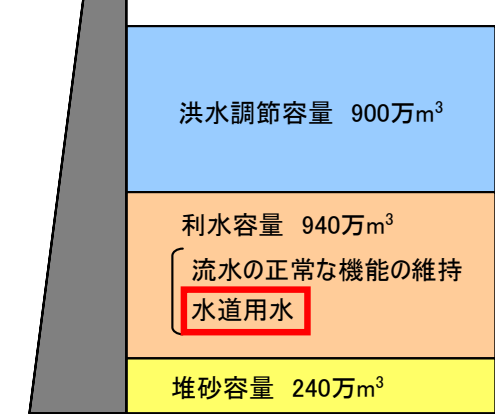 洪水調節容量 900万m³
利水容量 940万m³
流水の正常な機能の維持
水道用水
堆砂容量 240万m³